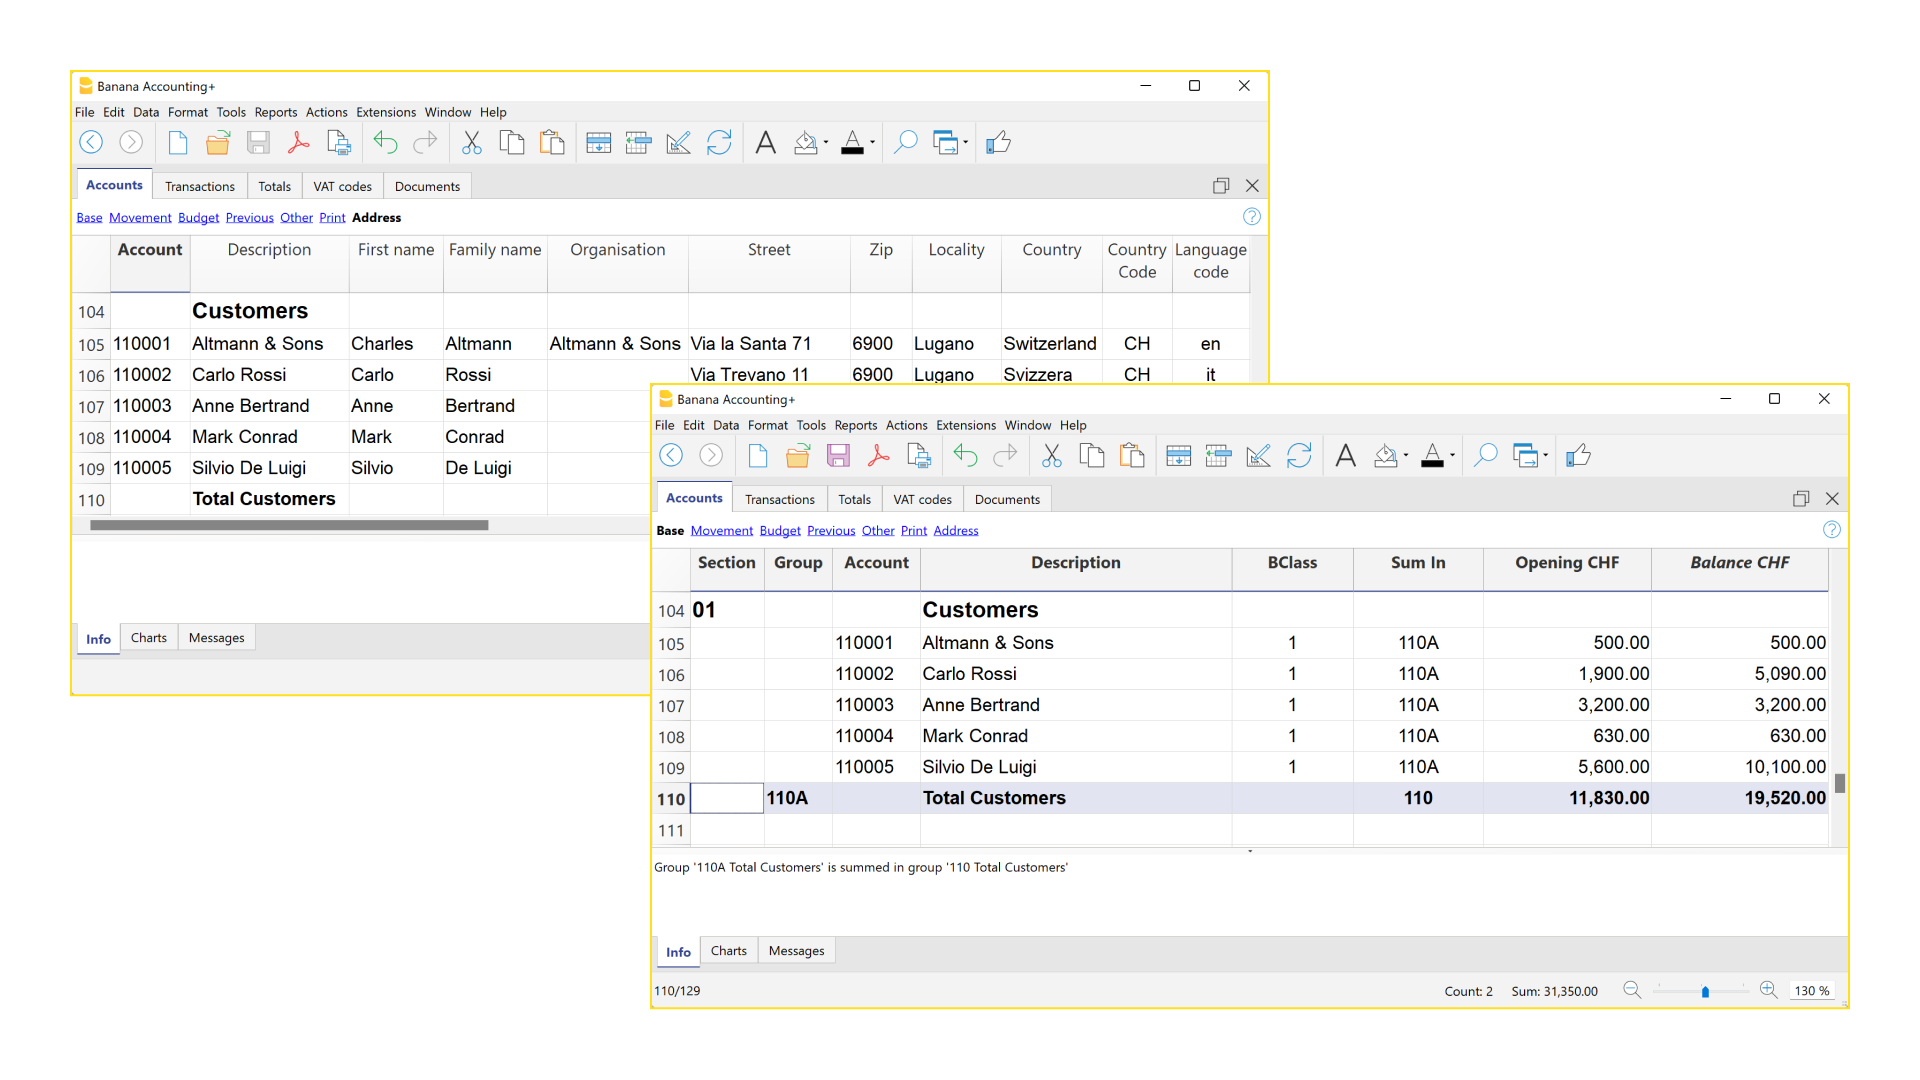 Banana Accounting+
File Edit Data Format Tools Reports Actions Extensions Window Help
Accounts Transactions Totals VAT codes Documents
Base Movement Budget Previous Other Print Address
Account Description First name Family name Organisation Street Zip Locality Country Country Code Language code
104 Customers
105 110001 Altmann & Sons Charles Altmann Altmann & Sons Via la Santa 71 6900 Lugano Switzerland CH en
106 110002 Carlo Rossi Carlo Rossi Via Trevano 11 6900 Lugano Svizzera CH it
107 110003 Anne Bertrand Anne Bertrand
108 110004 Mark Conrad Mark Conrad
109 110005 Silvio De Luigi Silvio De Luigi
110 Total Customers
Info Charts Messages
Banana Accounting+
File Edit Data Format Tools Reports Actions Extensions Window Help
Accounts Transactions Totals VAT codes Documents
Base Movement Budget Previous Other Print Address
Section Group Account Description BClass Sum In Opening CHF Balance CHF
104 01 Customers
105 110001 Altmann & Sons 1 110A 500.00 500.00
106 110002 Carlo Rossi 1 110A 1,900.00 5,090.00
107 110003 Anne Bertrand 1 110A 3,200.00 3,200.00
108 110004 Mark Conrad 1 110A 630.00 630.00
109 110005 Silvio De Luigi 1 110A 5,600.00 10,100.00
110 110A Total Customers 110 11,830.00 19,520.00
111
Group '110A Total Customers' is summed in group '110 Total Customers'
Info Charts Messages
110/129 Count: 2 Sum: 31,350.00 130 %